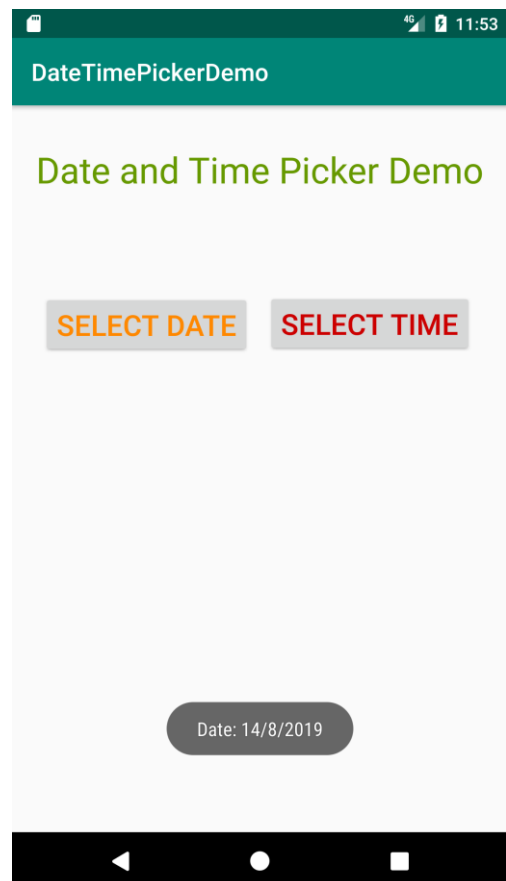 4G 11:53
DateTimePickerDemo
Date and Time Picker Demo
SELECT DATE SELECT TIME
Date: 14/8/2019